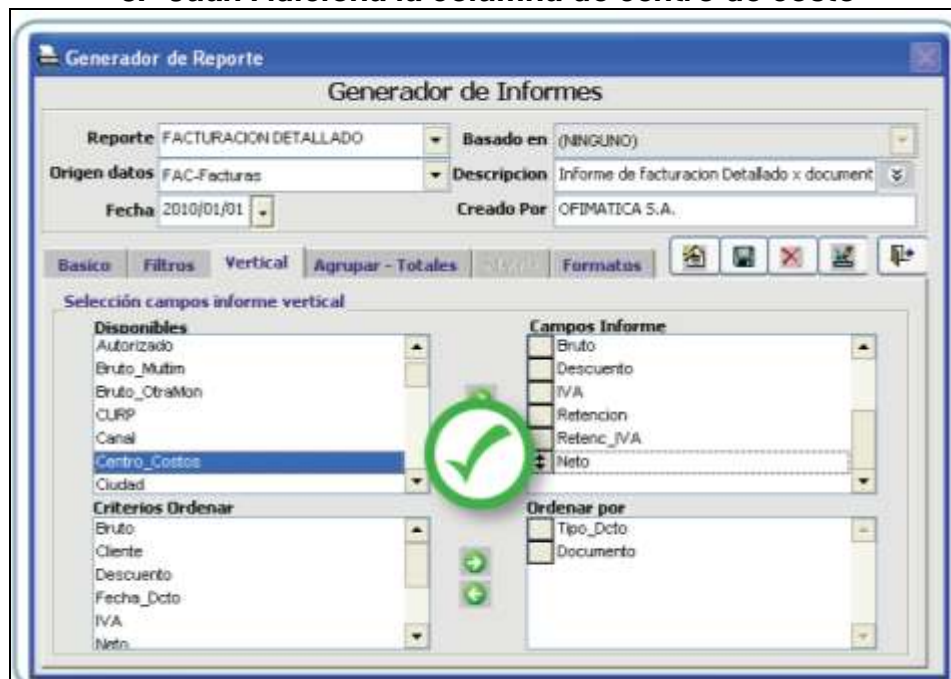 Generador de Reporte
Generador de Informes
Reporte FACTURACION DETALLADO Basado en (NINGUNO)
Origen datos FAC-Facturas Descripcion Informe de facturacion Detallado x document
Fecha 2010/01/01 Creado Por OFIMATICA S.A.
Basico Filtros Vertical Agrupar - Totales Formatos
Selección campos informe vertical
Disponibles Campos Informe
Autorizado Bruto
Bruto_Multim Descuento
Bruto_OtraMon IVA
CURP Retencion
Canal Retenc_IVA
Centro_Costos Neto
Ciudad
Criterios Ordenar Ordenar por
Bruto Tipo_Dcto
Cliente Documento
Descuento
Fecha_Dcto
IVA
Neto